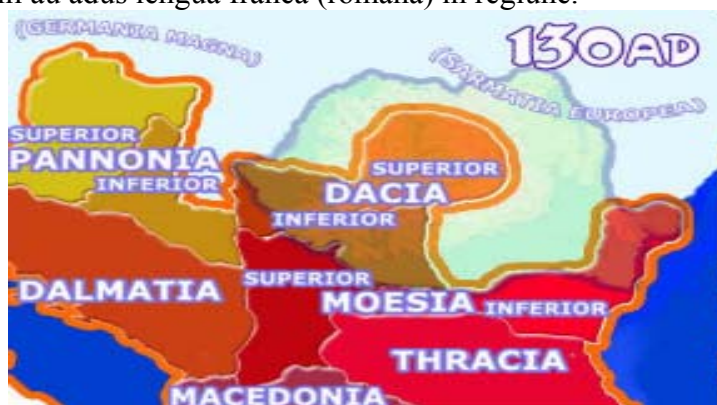 au adus lengua franca (romana) în regiune.
(GERMANIA MAGNA)
130AD
(SARMATIA EUROPEA)
SUPERIOR
PANNONIA
INFERIOR
SUPERIOR
DACIA
INFERIOR
DALMATIA
SUPERIOR
MOESIA INFERIOR
THRACIA
MACEDONIA